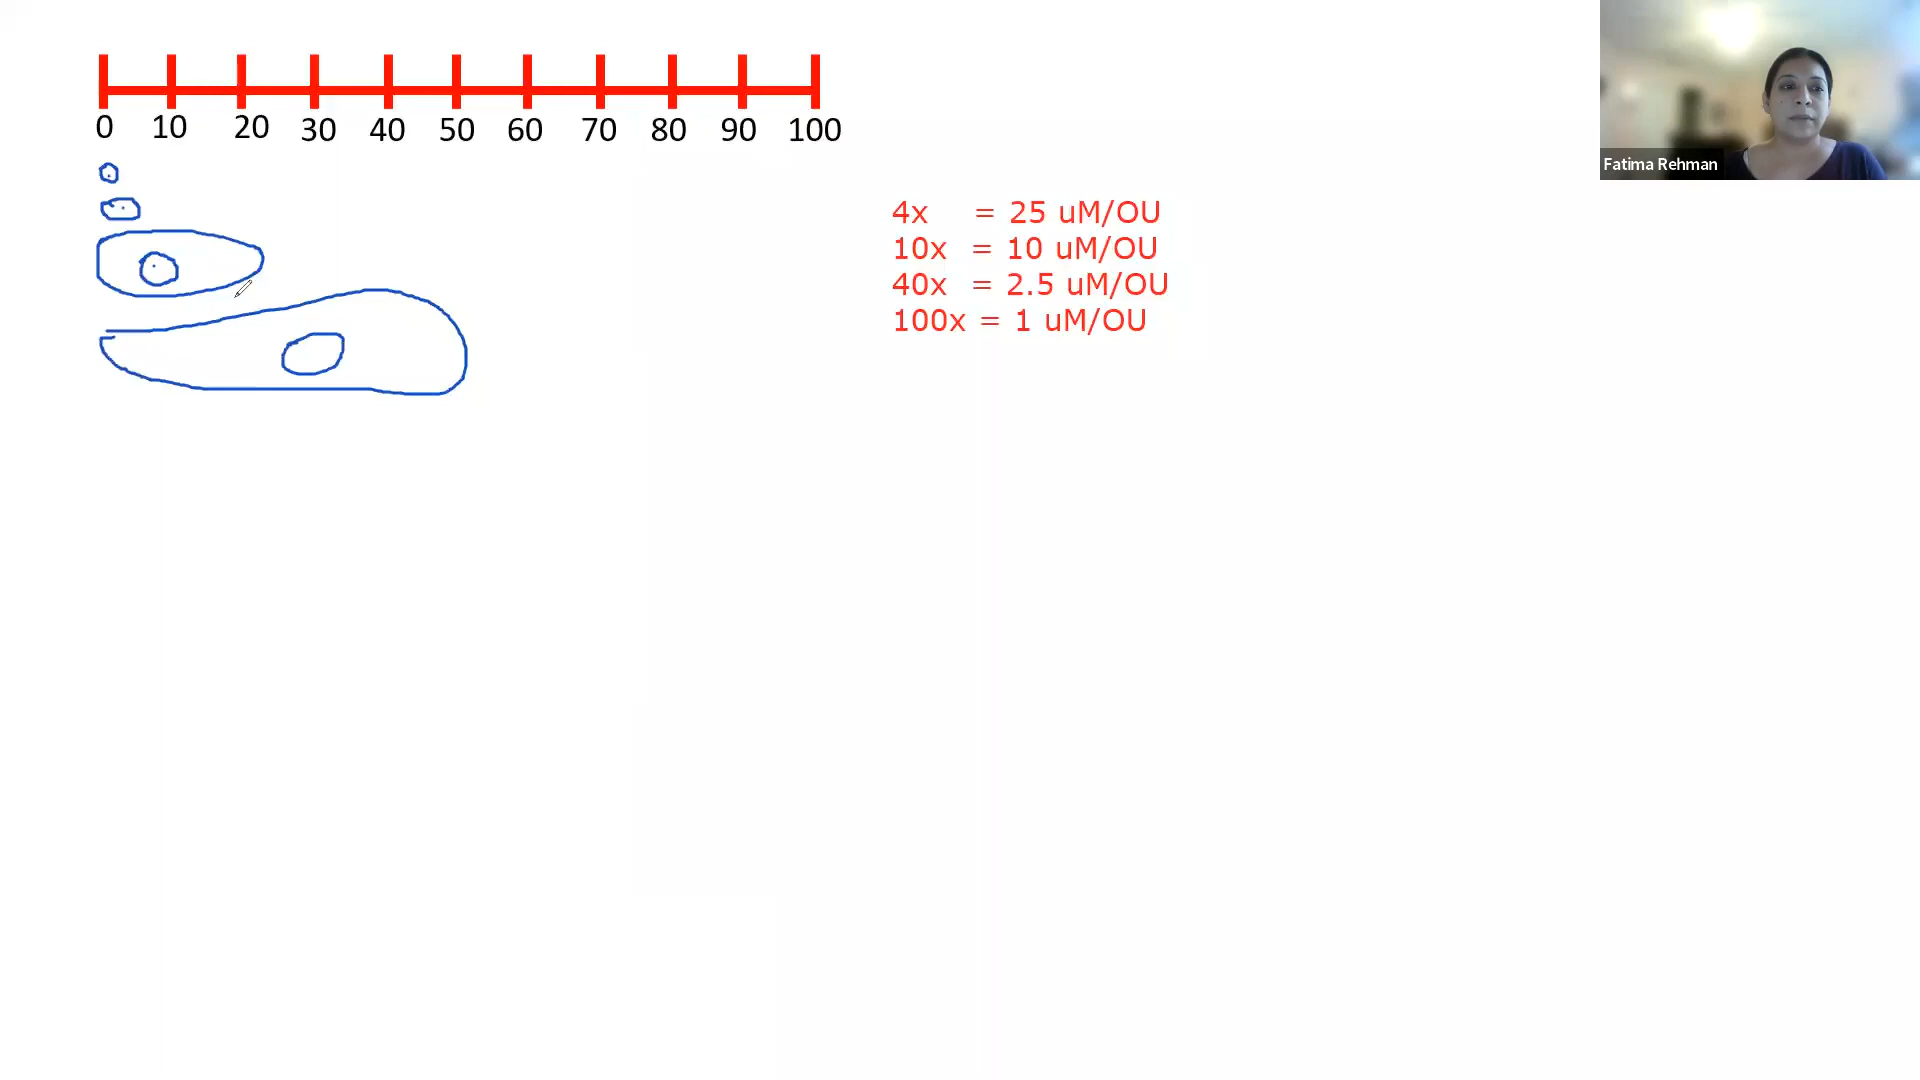 0 10 20 30 40 50 60 70 80 90 100
Fatima Rehman
4x = 25 uM/OU
10x = 10 uM/OU
40x = 2.5 uM/OU
100x = 1 uM/OU